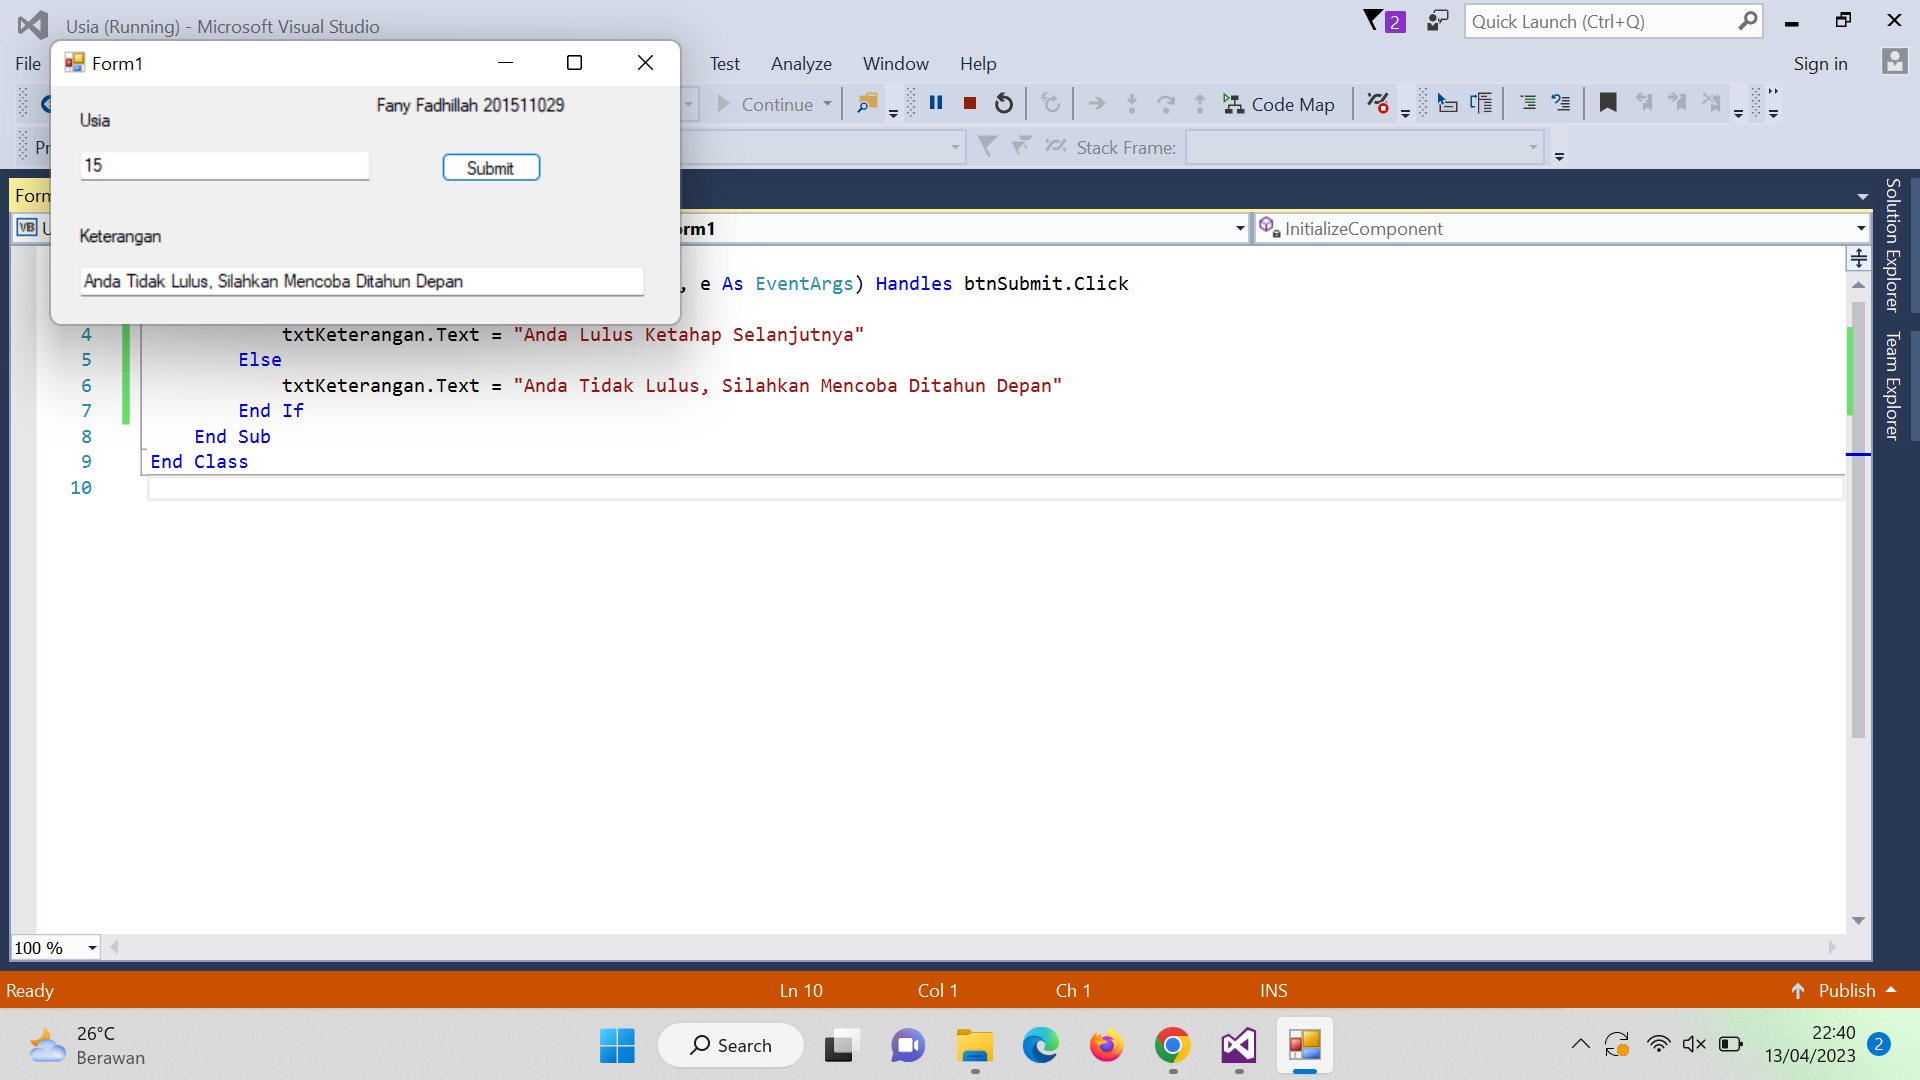 Usia (Running) - Microsoft Visual Studio
2
Quick Launch (Ctrl+Q)
File
Test
Analyze
Window
Help
Sign in
Form1
Continue
Code Map
Stack Frame:
Fany Fadhillah 201511029
Usia
15
Submit
Keterangan
Anda Tidak Lulus, Silahkan Mencoba Ditahun Depan
VB
InitializeComponent
Solution Explorer
Team Explorer
, e As EventArgs) Handles btnSubmit.Click
4 txtKeterangan.Text = "Anda Lulus Ketahap Selanjutnya"
5 Else
6 txtKeterangan.Text = "Anda Tidak Lulus, Silahkan Mencoba Ditahun Depan"
7 End If
8 End Sub
9 End Class
10
100 %
Ready
Ln 10
Col 1
Ch 1
INS
Publish
26°C
Berawan
Search
22:40
13/04/2023
2